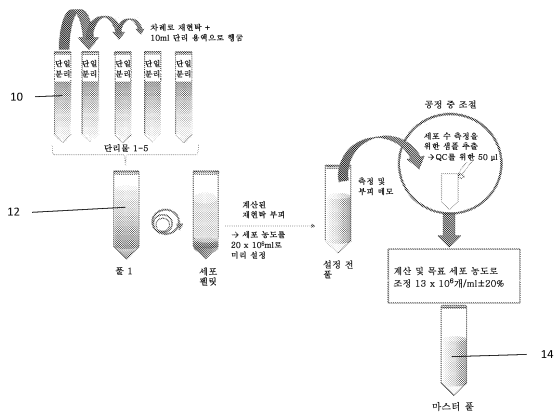 차례로 재현탁 +
10ml 단리 용액으로 헹굼
단일
분리
단일
분리
단일
분리
단일
분리
단일
분리
10
단리물 1-5
12
풀 1
세포
펠릿
계산된
재현탁 부피
→ 세포 농도를
20 x 10⁶ml로
미리 설정
설정 전
풀
측정 및
부피 메모
공정 중 조절
세포 수 측정을
위한 샘플 추출
→QC를 위한 50 µl
계산 및 목표 세포 농도로
조정 13 x 10⁶개/ml±20%
14
마스터 풀